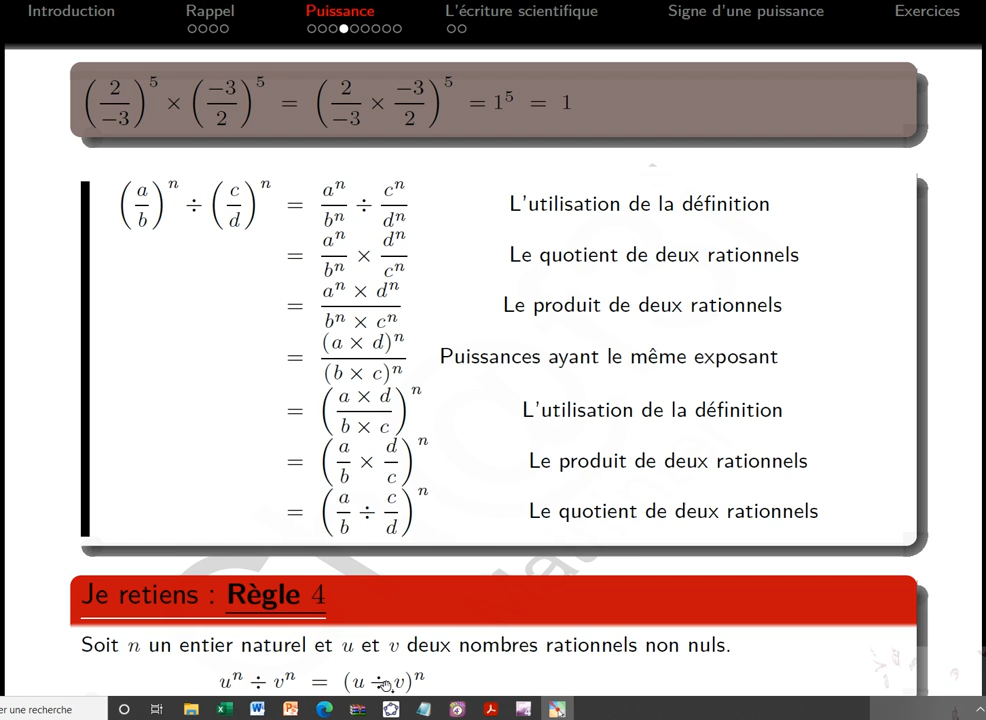 Introduction Rappel Puissance L'écriture scientifique Signe d'une puissance Exercices
(2/−3)^5 × (−3/2)^5 = (2/−3 × −3/2)^5 = 1^5 = 1
(a/b)^n ÷ (c/d)^n = a^n/b^n ÷ c^n/d^n L'utilisation de la définition
= a^n/b^n × d^n/c^n Le quotient de deux rationnels
= (a^n × d^n)/(b^n × c^n) Le produit de deux rationnels
= (a × d)^n/(b × c)^n Puissances ayant le même exposant
= ((a × d)/(b × c))^n L'utilisation de la définition
= (a/b × d/c)^n Le produit de deux rationnels
= (a/b ÷ c/d)^n Le quotient de deux rationnels
Je retiens : Règle 4
Soit n un entier naturel et u et v deux nombres rationnels non nuls.
u^n ÷ v^n = (u ÷ v)^n
er une recherche